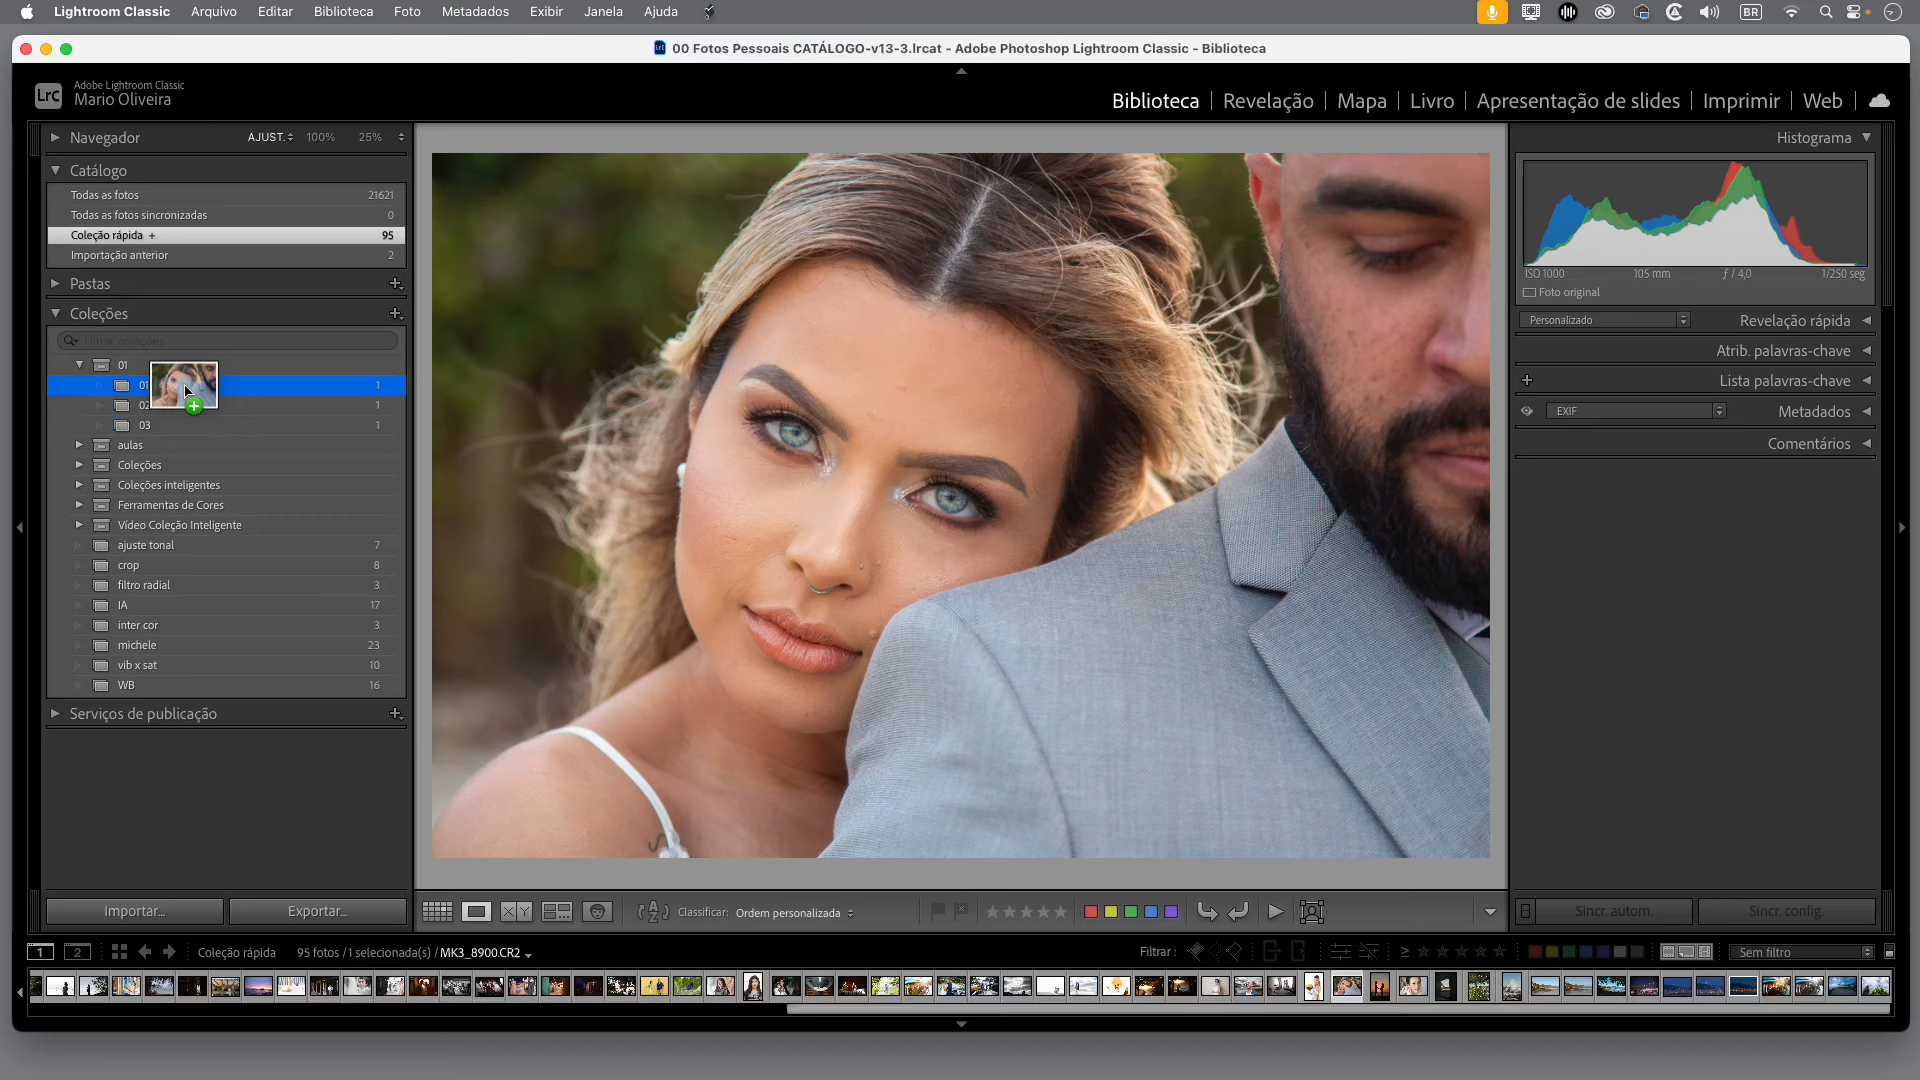 Lightroom Classic Arquivo Editar Biblioteca Foto Metadados Exibir Janela Ajuda BR
LrC 00 Fotos Pessoais CATÁLOGO-v13-3.lrcat - Adobe Photoshop Lightroom Classic - Biblioteca
LrC Adobe Lightroom Classic
Mario Oliveira
Biblioteca | Revelação | Mapa | Livro | Apresentação de slides | Imprimir | Web
Navegador AJUST. 100% 25%
Catálogo
Todas as fotos 21621
Todas as fotos sincronizadas 0
Coleção rápida + 95
Importação anterior 2
Pastas
Coleções
Filtrar coleções
01
01 1
02 1
03 1
aulas
Coleções
Coleções inteligentes
Ferramentas de Cores
Vídeo Coleção Inteligente
ajuste tonal 7
crop 8
filtro radial 3
IA 17
inter cor 3
michele 23
vib x sat 10
WB 16
Serviços de publicação
Importar... Exportar...
Histograma
ISO 1000 105 mm ƒ / 4,0 1/250 seg
Foto original
Personalizado Revelação rápida
Atrib. palavras-chave
Lista palavras-chave
EXIF Metadados
Comentários
X Y Classificar: Ordem personalizada
Sincr. autom. Sincr. config.
1 2 Coleção rápida 95 fotos /1 selecionada(s) /MK3_8900.CR2 Filtrar : ≥ Sem filtro